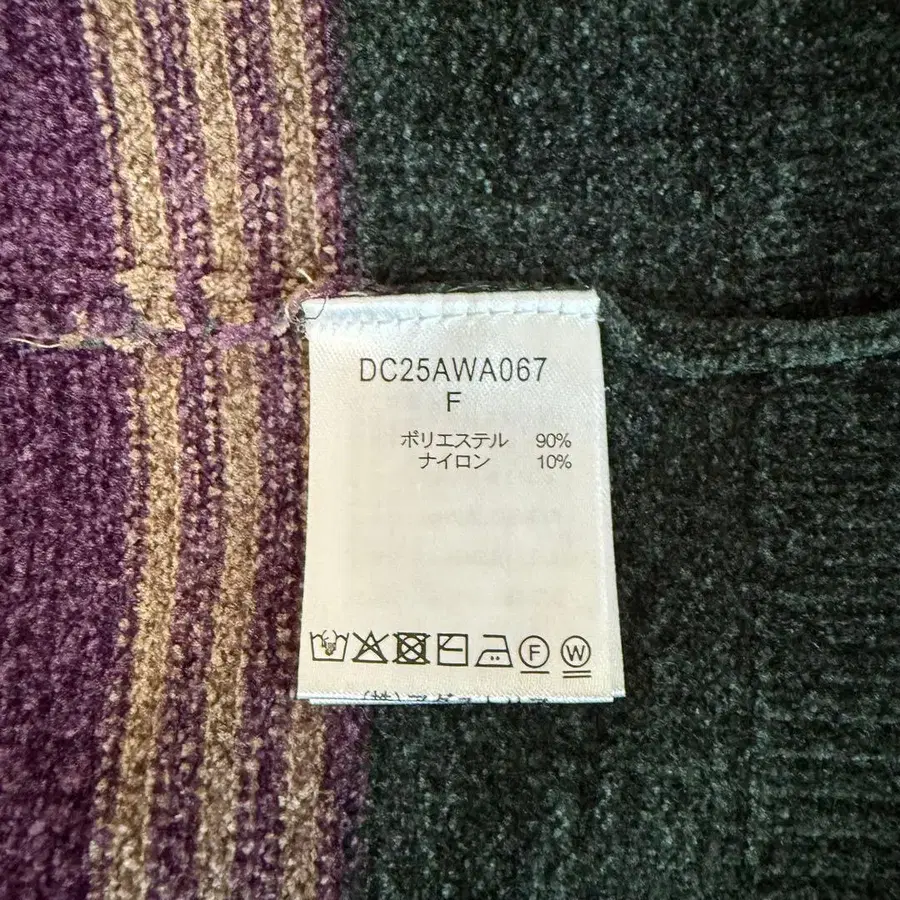 DC25AWA067
F
ポリエステル 90%
ナイロン 10%
F W